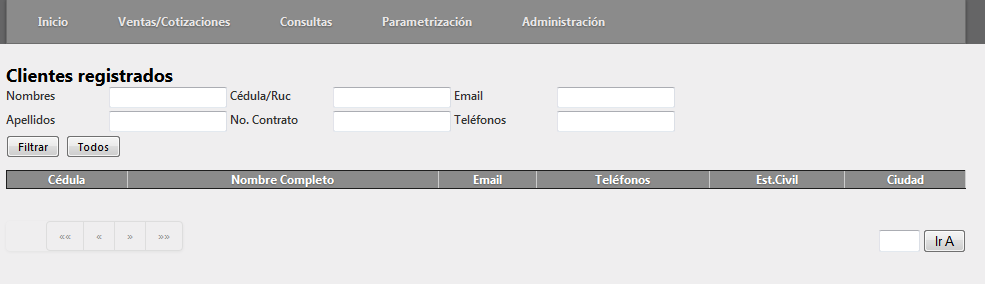 Inicio Ventas/Cotizaciones Consultas Parametrización Administración
Clientes registrados
Nombres Cédula/Ruc Email
Apellidos No. Contrato Teléfonos
Filtrar Todos
Cédula Nombre Completo Email Teléfonos Est.Civil Ciudad
«« « » »» Ir A